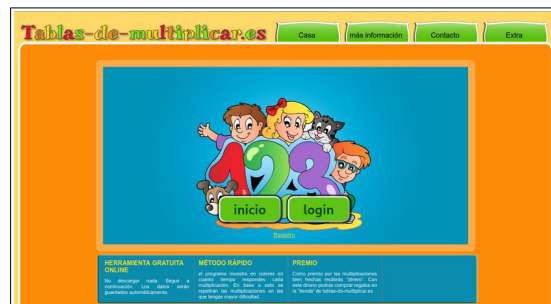 Tablas-de-multiplicar.es
Casa
más información
Contacto
Extra
123
inicio
login
Registro
HERRAMIENTA GRATUITA
ONLINE
No descargar nada. Seguir a
continuación. Los datos serán
guardados automáticamente.
MÉTODO RÁPIDO
el programa muestra en colores en
cuanto tiempo respondes cada
multiplicación. En base a esto se
repetirán las multiplicaciones en las
que tengas mayor dificultad.
PREMIO
Como premio por las multiplicaciones
bien hechas recibirás "dinero". Con
este dinero podrás comprar regalos en
la "tienda" de tablas-de-multiplicar.es